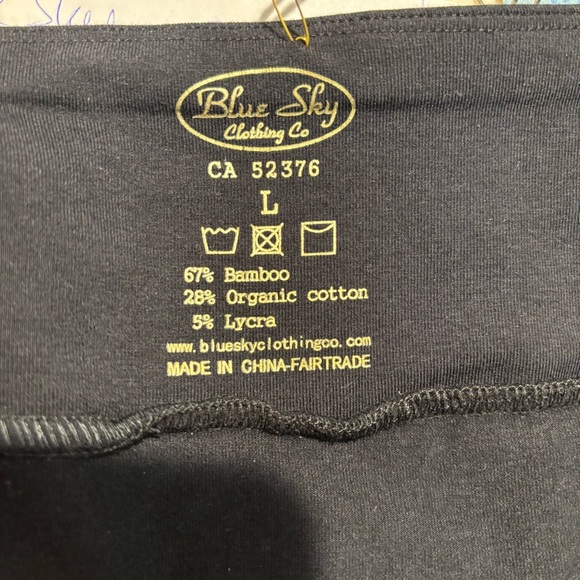 Blue Sky
Clothing Co
CA 52376
L
67% Bamboo
28% Organic cotton
5% Lycra
www.blueskyclothingco.com
MADE IN CHINA-FAIRTRADE